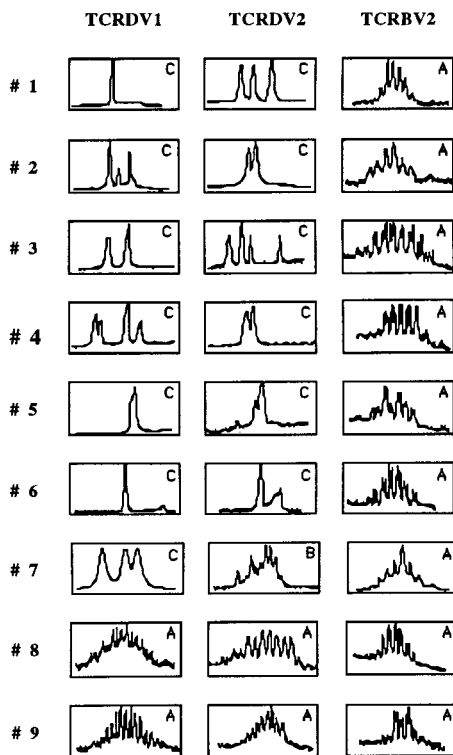 TCRDV1 TCRDV2 TCRBV2
# 1 C C A
# 2 C C A
# 3 C C A
# 4 C C A
# 5 C C A
# 6 C C A
# 7 C B A
# 8 A A A
# 9 A A A